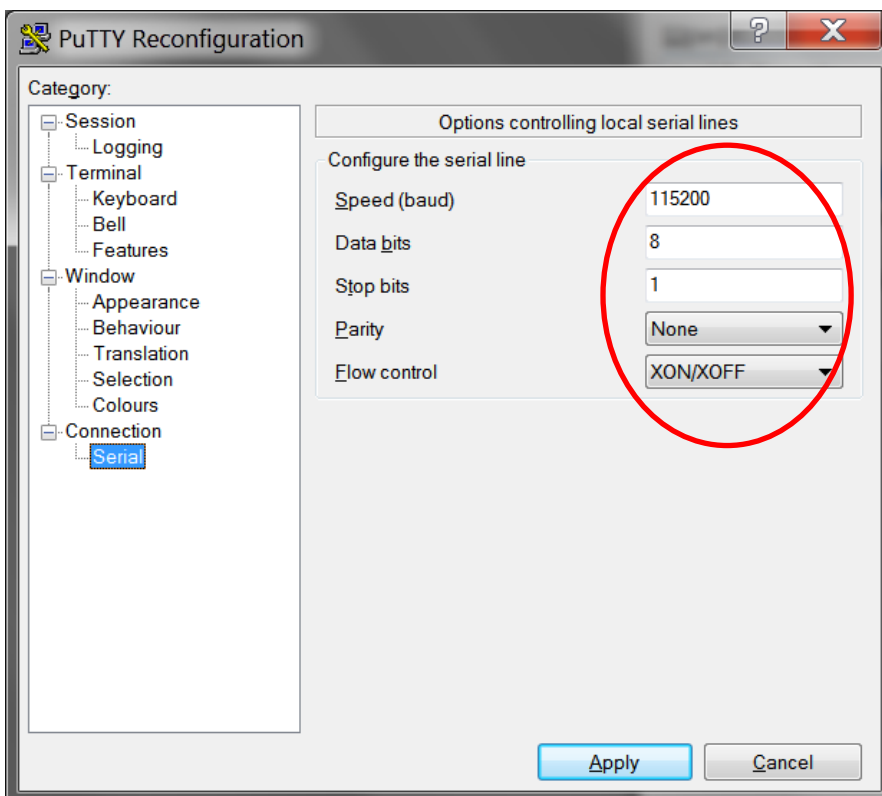 PuTTY Reconfiguration
?
X
Category:
Session
Logging
Terminal
Keyboard
Bell
Features
Window
Appearance
Behaviour
Translation
Selection
Colours
Connection
Serial
Options controlling local serial lines
Configure the serial line
Speed (baud) 115200
Data bits 8
Stop bits 1
Parity None
Flow control XON/XOFF
Apply Cancel